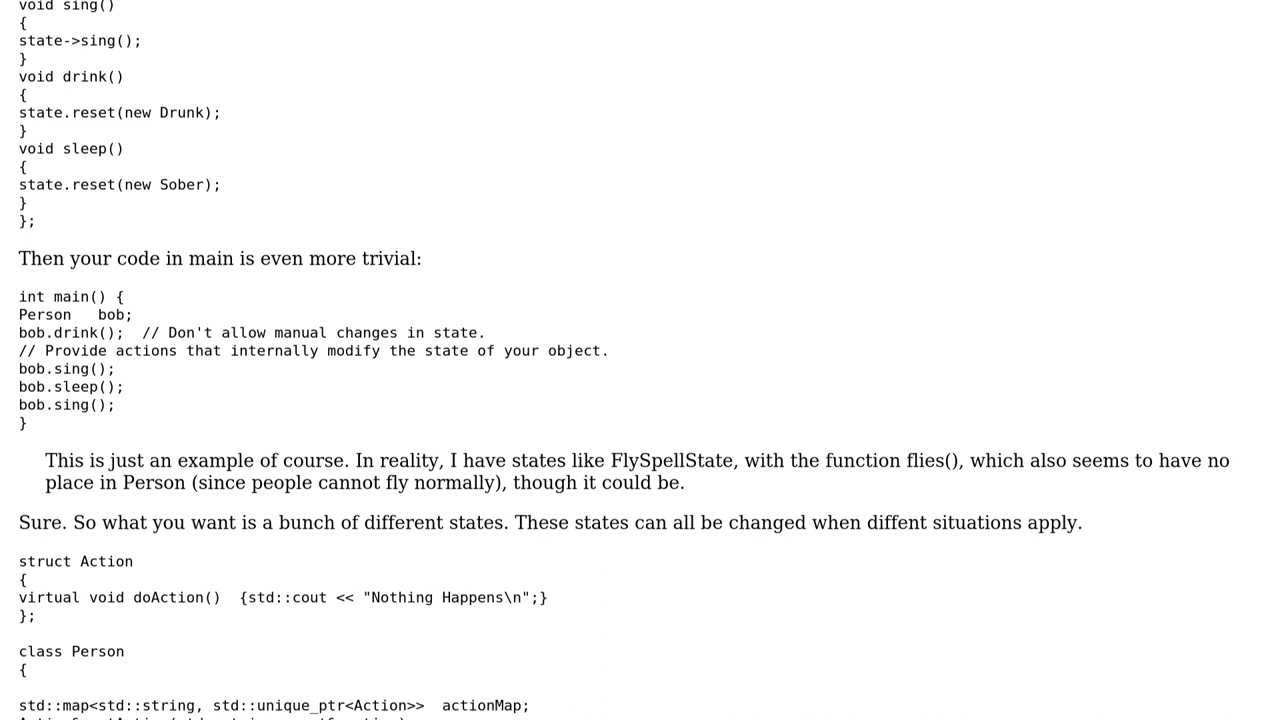 void sing()
{
state->sing();
}
void drink()
{
state.reset(new Drunk);
}
void sleep()
{
state.reset(new Sober);
}
};
Then your code in main is even more trivial:
int main() {
Person   bob;
bob.drink();  // Don't allow manual changes in state.
// Provide actions that internally modify the state of your object.
bob.sing();
bob.sleep();
bob.sing();
}
This is just an example of course. In reality, I have states like FlySpellState, with the function flies(), which also seems to have no
place in Person (since people cannot fly normally), though it could be.
Sure. So what you want is a bunch of different states. These states can all be changed when diffent situations apply.
struct Action
{
virtual void doAction()  {std::cout << "Nothing Happens\n";}
};
class Person
{
std::map<std::string, std::unique_ptr<Action>>  actionMap;